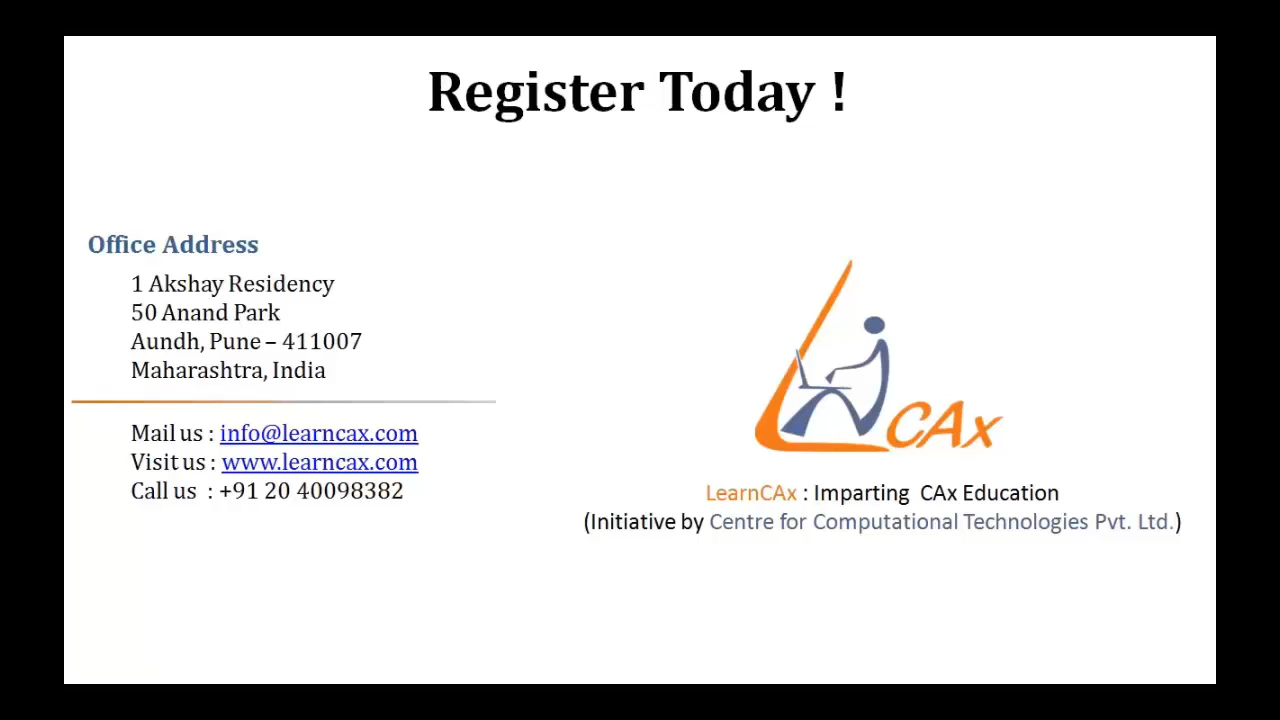 Register Today !
Office Address
1 Akshay Residency
50 Anand Park
Aundh, Pune – 411007
Maharashtra, India
Mail us : info@learncax.com
Visit us : www.learncax.com
Call us : +91 20 40098382
CAx
LearnCAx : Imparting CAx Education
(Initiative by Centre for Computational Technologies Pvt. Ltd.)